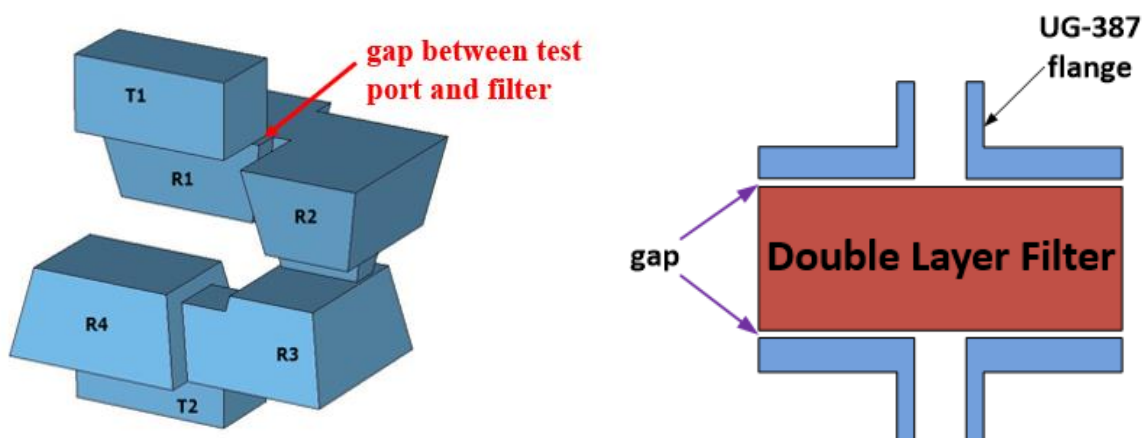 gap between test
port and filter
T1
R1
R2
R4
R3
T2
UG-387
flange
gap
Double Layer Filter